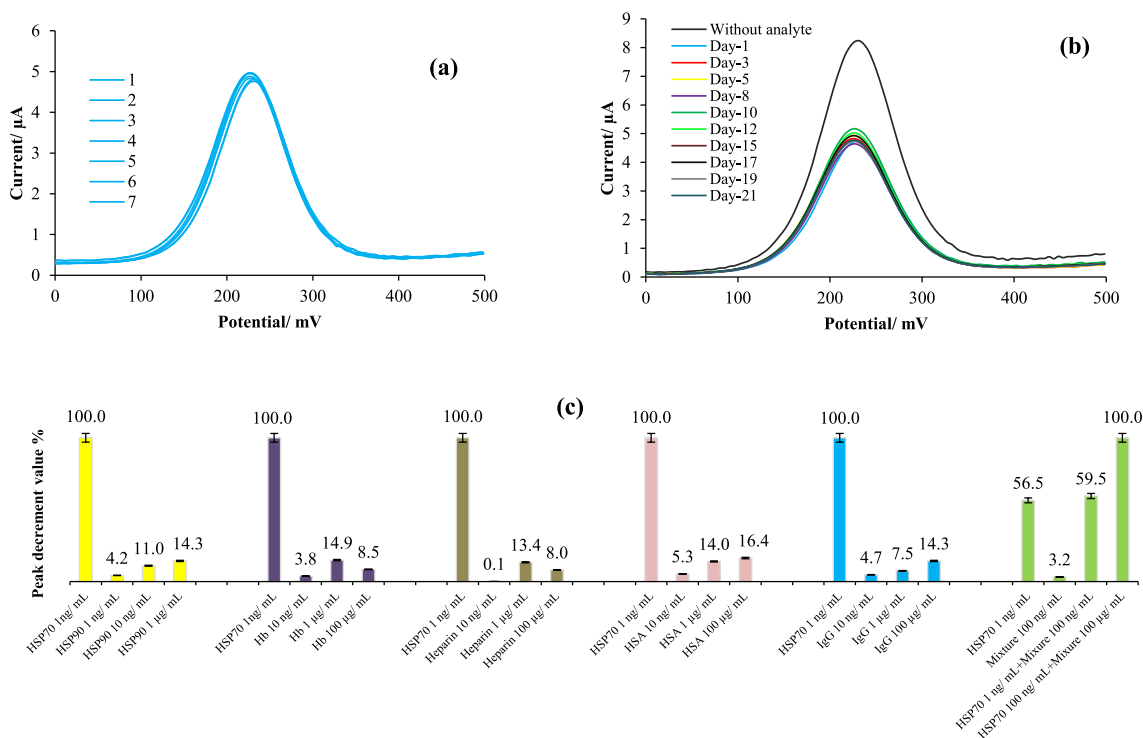 (a)
Current/ μA
6
5
4
3
2
1
0
1
2
3
4
5
6
7
0
100
200
300
400
500
Potential/ mV
(b)
Current/ μA
9
8
7
6
5
4
3
2
1
0
Without analyte
Day-1
Day-3
Day-5
Day-8
Day-10
Day-12
Day-15
Day-17
Day-19
Day-21
0
100
200
300
400
500
Potential/ mV
(c)
Peak decrement value %
100.0
4.2
11.0
14.3
100.0
3.8
14.9
8.5
100.0
0.1
13.4
8.0
100.0
5.3
14.0
16.4
100.0
4.7
7.5
14.3
56.5
3.2
59.5
100.0
HSP70 1ng/ mL
HSP90 1 ng/ mL
HSP90 10 ng/ mL
HSP90 1 μg/ mL
HSP70 1ng/ mL
Hb 10 ng/ mL
Hb 1 μg/ mL
Hb 100 μg/ mL
HSP70 1 ng/ mL
Heparin 10 ng/ mL
Heparin 1 μg/ mL
Heparin 100 μg/ mL
HSP70 1 ng/ mL
HSA 10 ng/ mL
HSA 1 μg/ mL
HSA 100 μg/ mL
HSP70 1 ng/ mL
IgG 10 ng/ mL
IgG 1 μg/ mL
IgG 100 μg/ mL
HSP70 1 ng/ mL
Mixture 100 ng/ mL
HSP70 1 ng/ mL+Mixure 100 ng/ mL
HSP70 100 ng/ mL+Mixure 100 μg/ mL